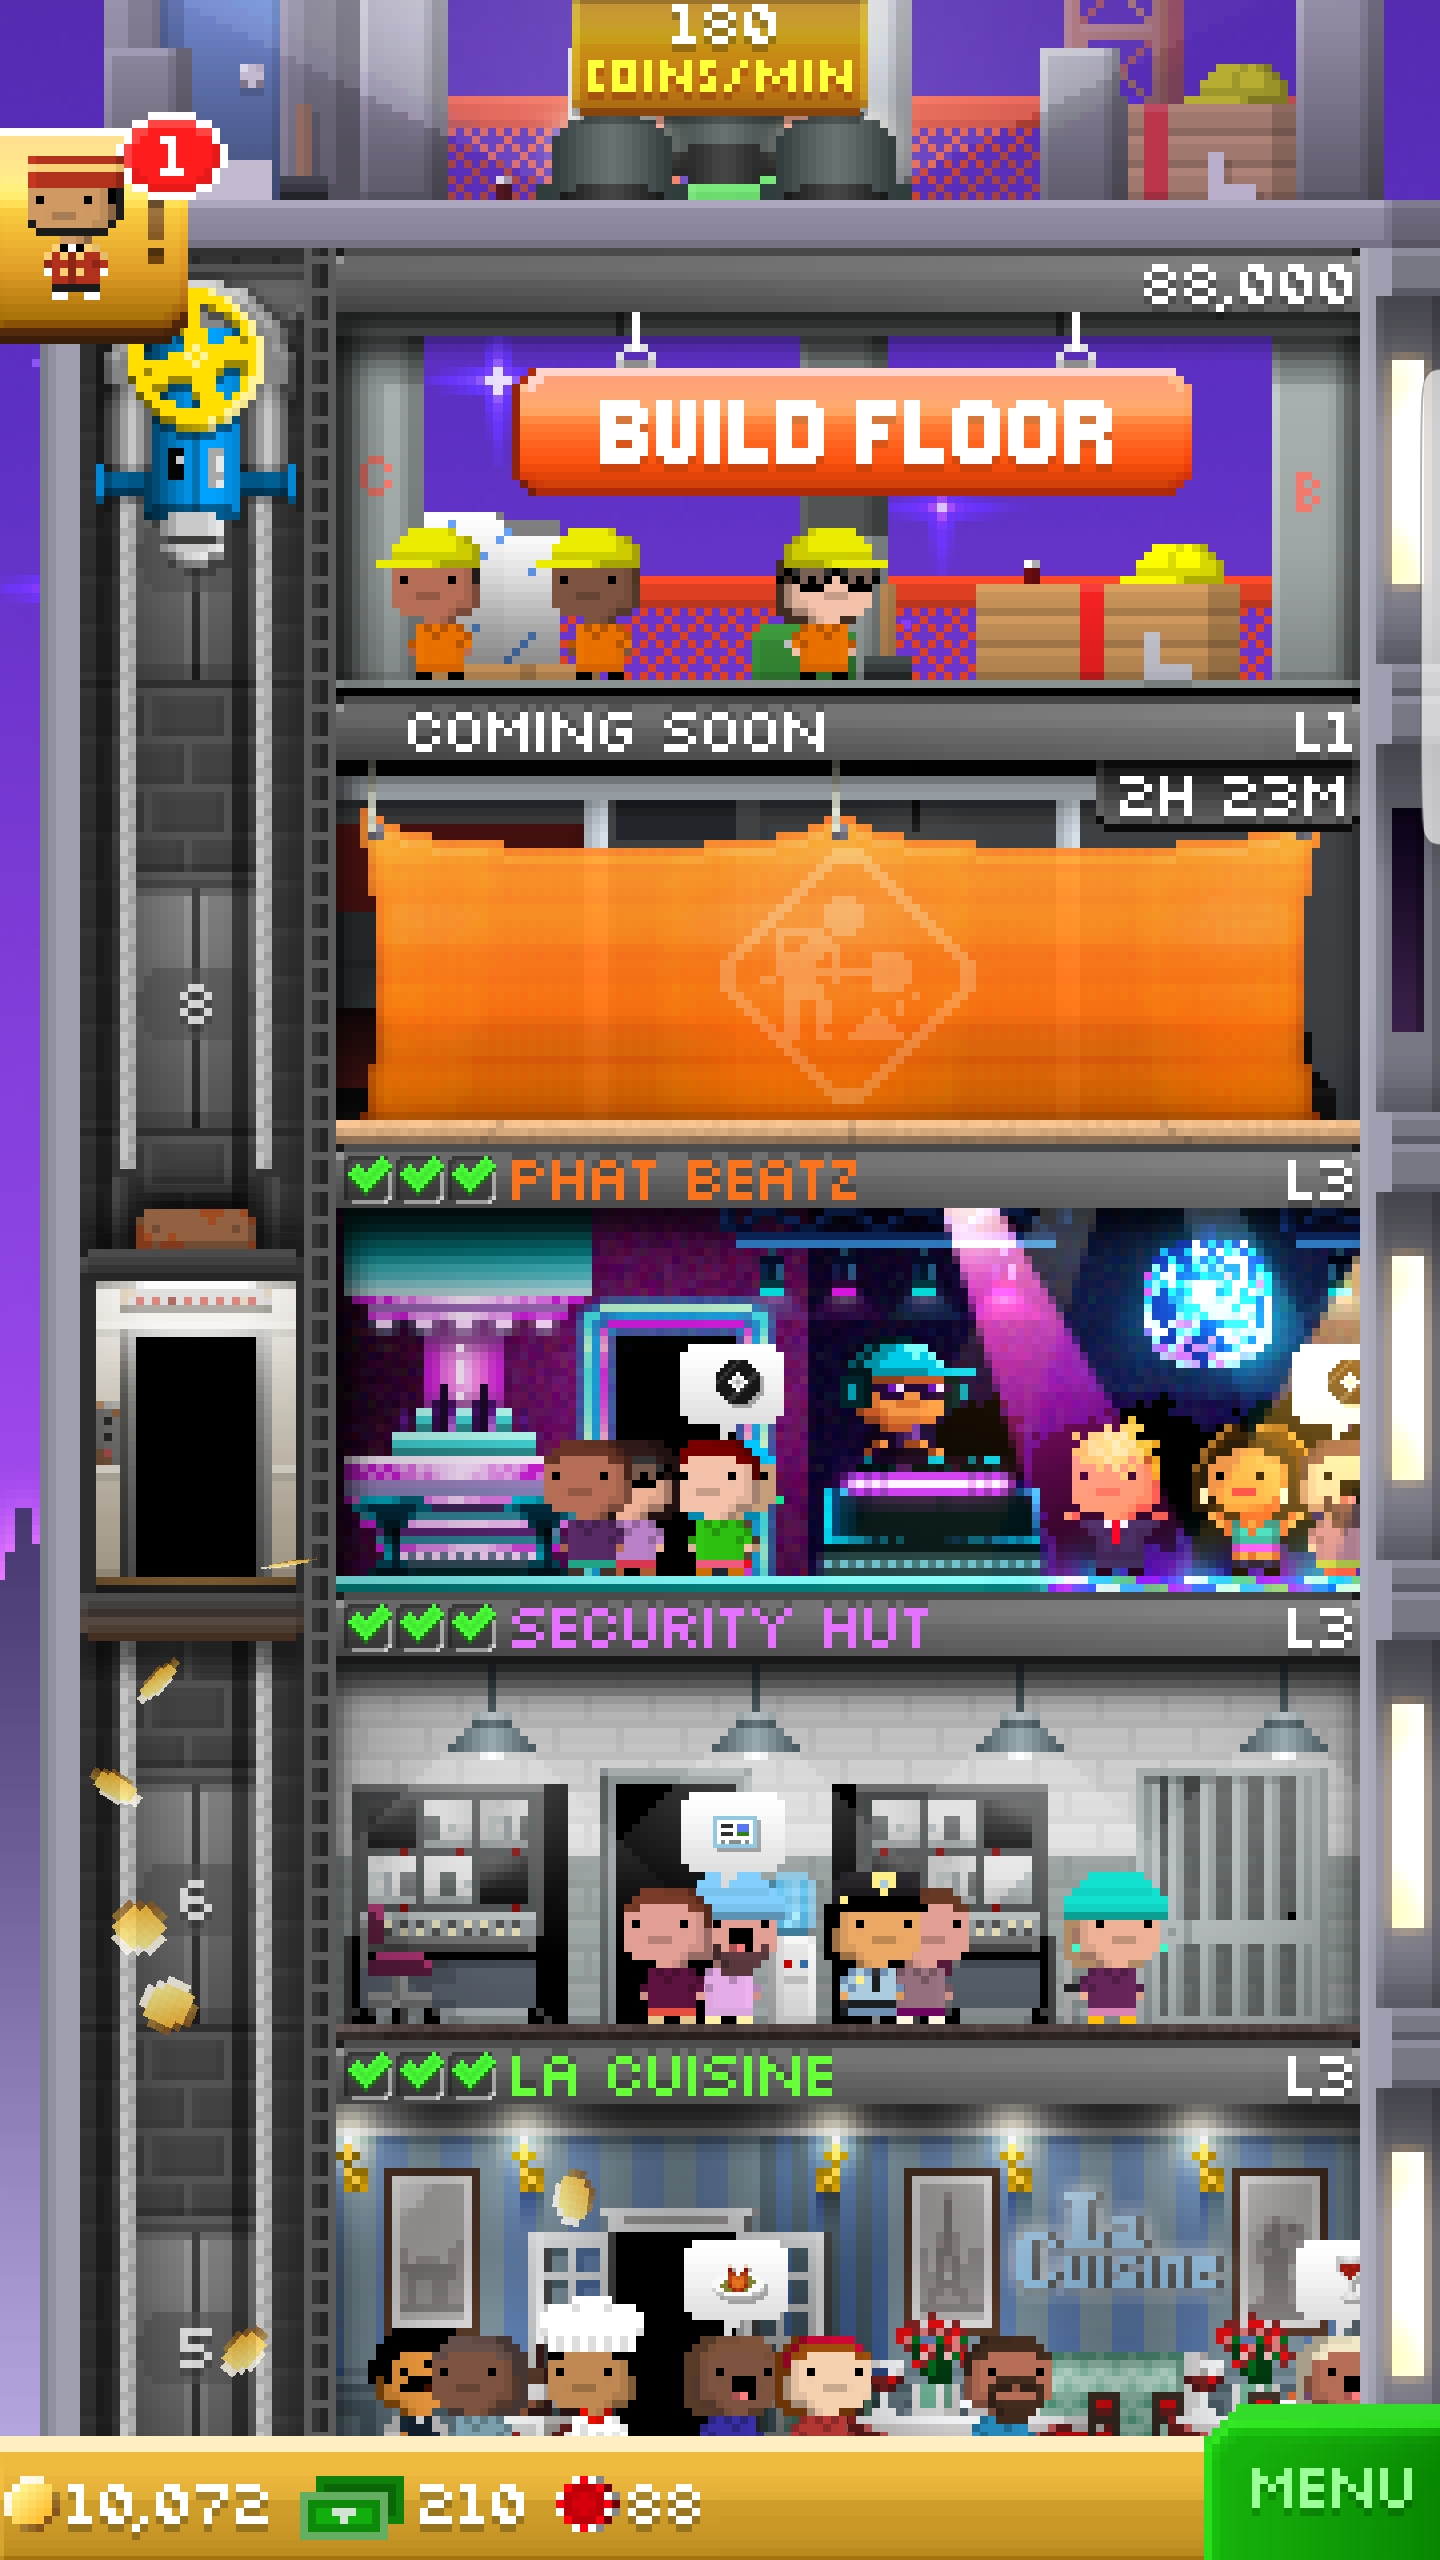 180
COINS/MIN
1
88,000
BUILD FLOOR
C
B
COMING SOON L1
2H 23M
8
PHAT BEATZ L3
SECURITY HUT L3
6
LA CUISINE L3
La
Cuisine
5
10,072 210 88
MENU